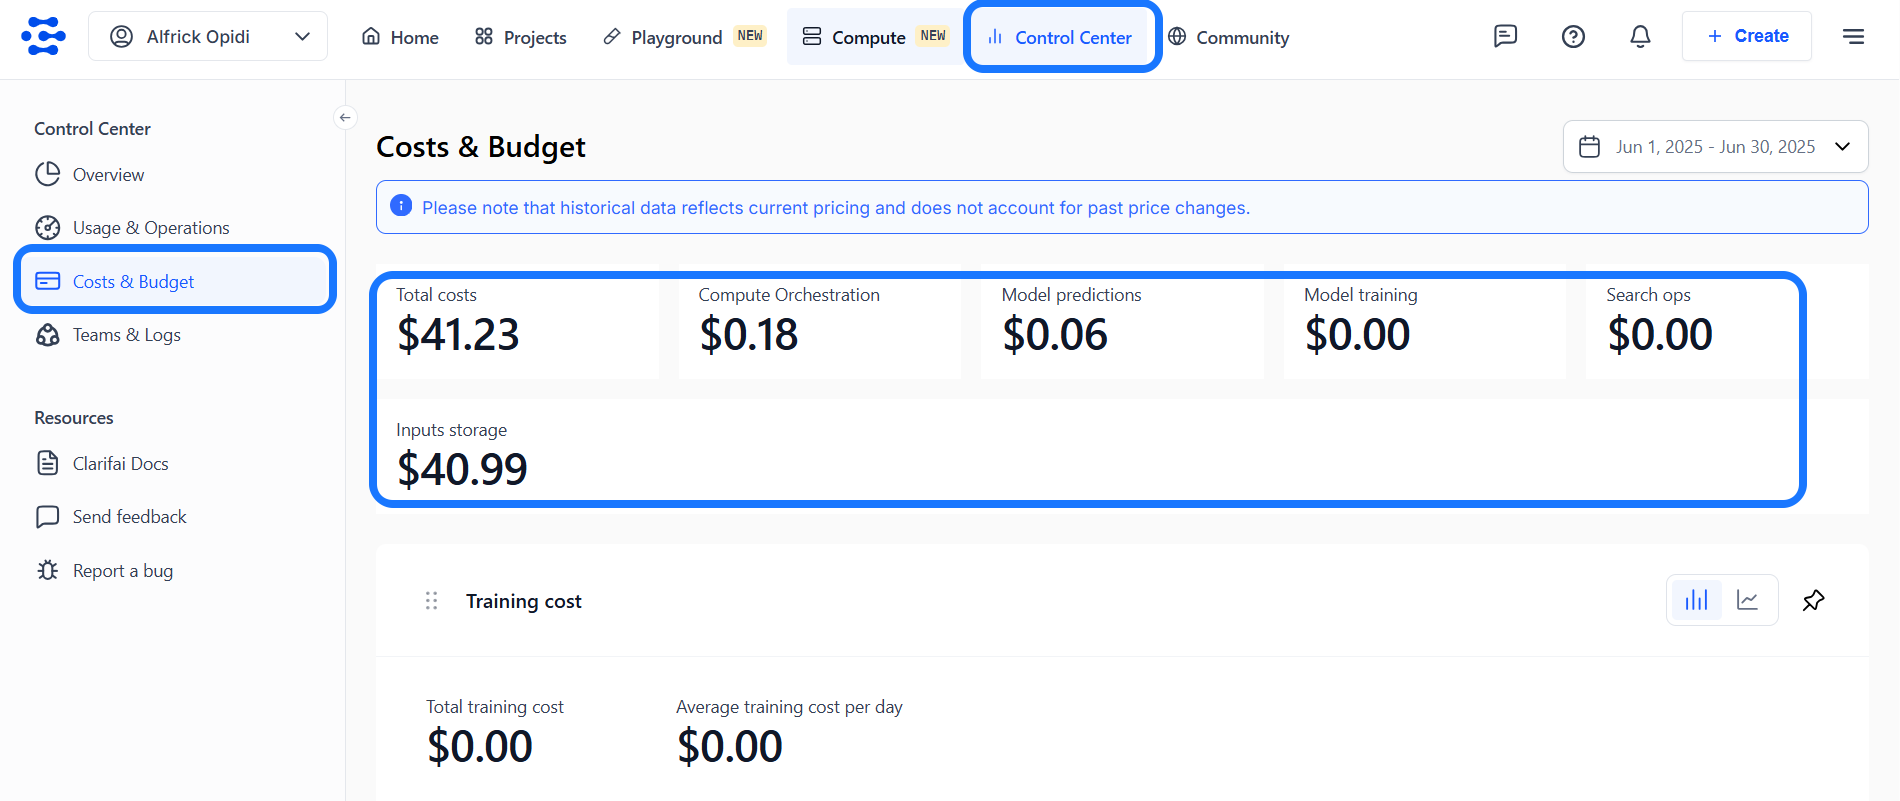 Alfrick Opidi
Home
Projects
Playground NEW
Compute NEW
Control Center
Community
+ Create
Control Center
Overview
Usage & Operations
Costs & Budget
Teams & Logs
Resources
Clarifai Docs
Send feedback
Report a bug
Costs & Budget
Jun 1, 2025 - Jun 30, 2025
Please note that historical data reflects current pricing and does not account for past price changes.
Total costs
$41.23
Compute Orchestration
$0.18
Model predictions
$0.06
Model training
$0.00
Search ops
$0.00
Inputs storage
$40.99
Training cost
Total training cost
$0.00
Average training cost per day
$0.00